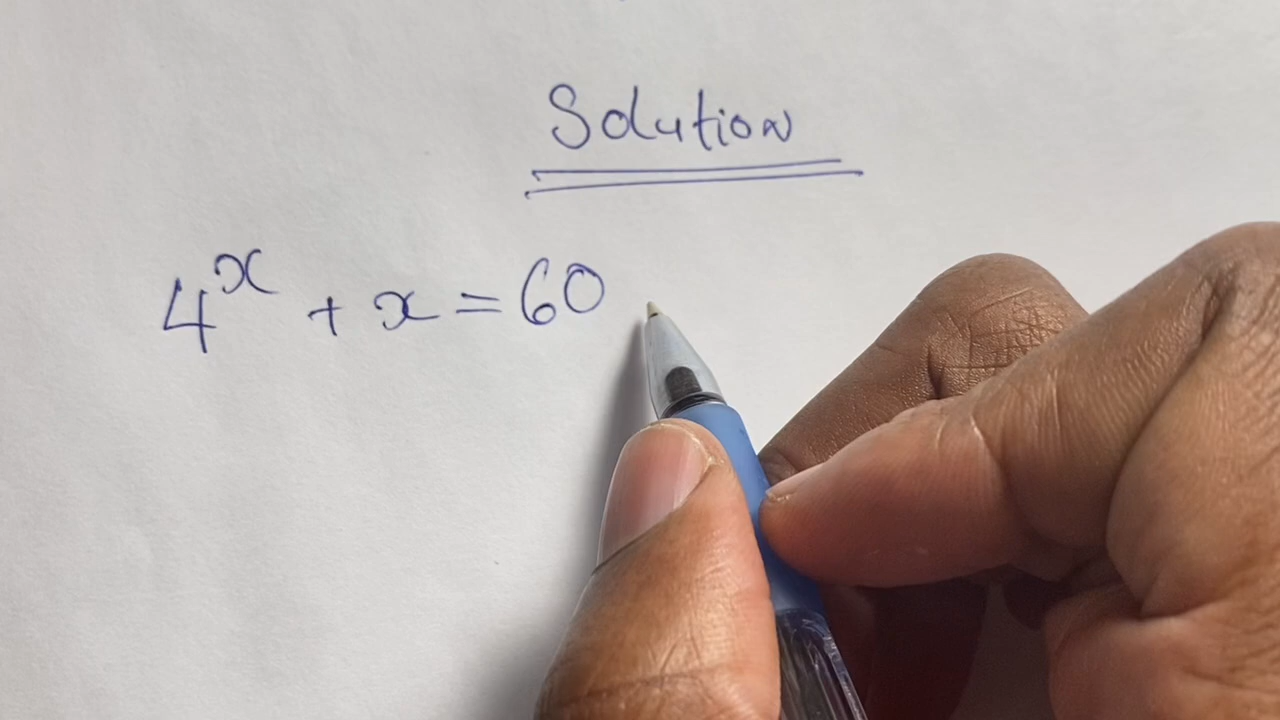 Solution
4^x + x = 60